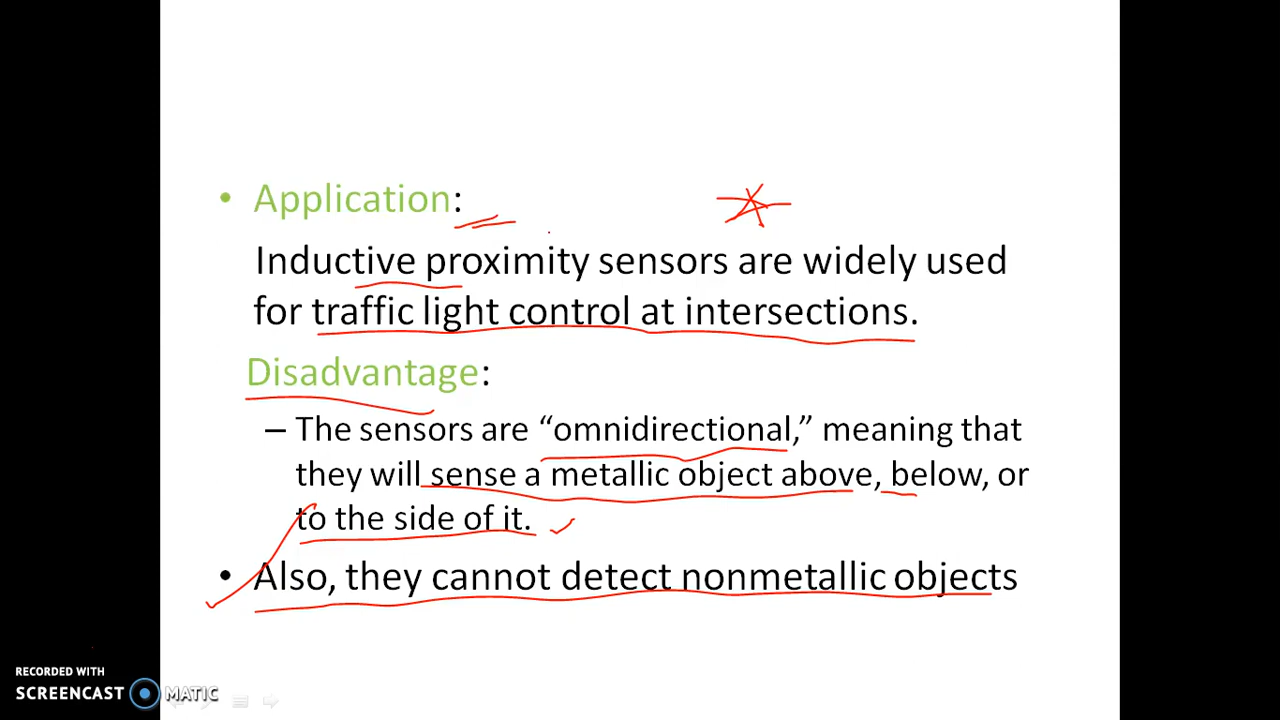 • Application:
Inductive proximity sensors are widely used
for traffic light control at intersections.
Disadvantage:
– The sensors are “omnidirectional,” meaning that
they will sense a metallic object above, below, or
to the side of it.
• Also, they cannot detect nonmetallic objects
RECORDED WITH
SCREENCAST MATIC